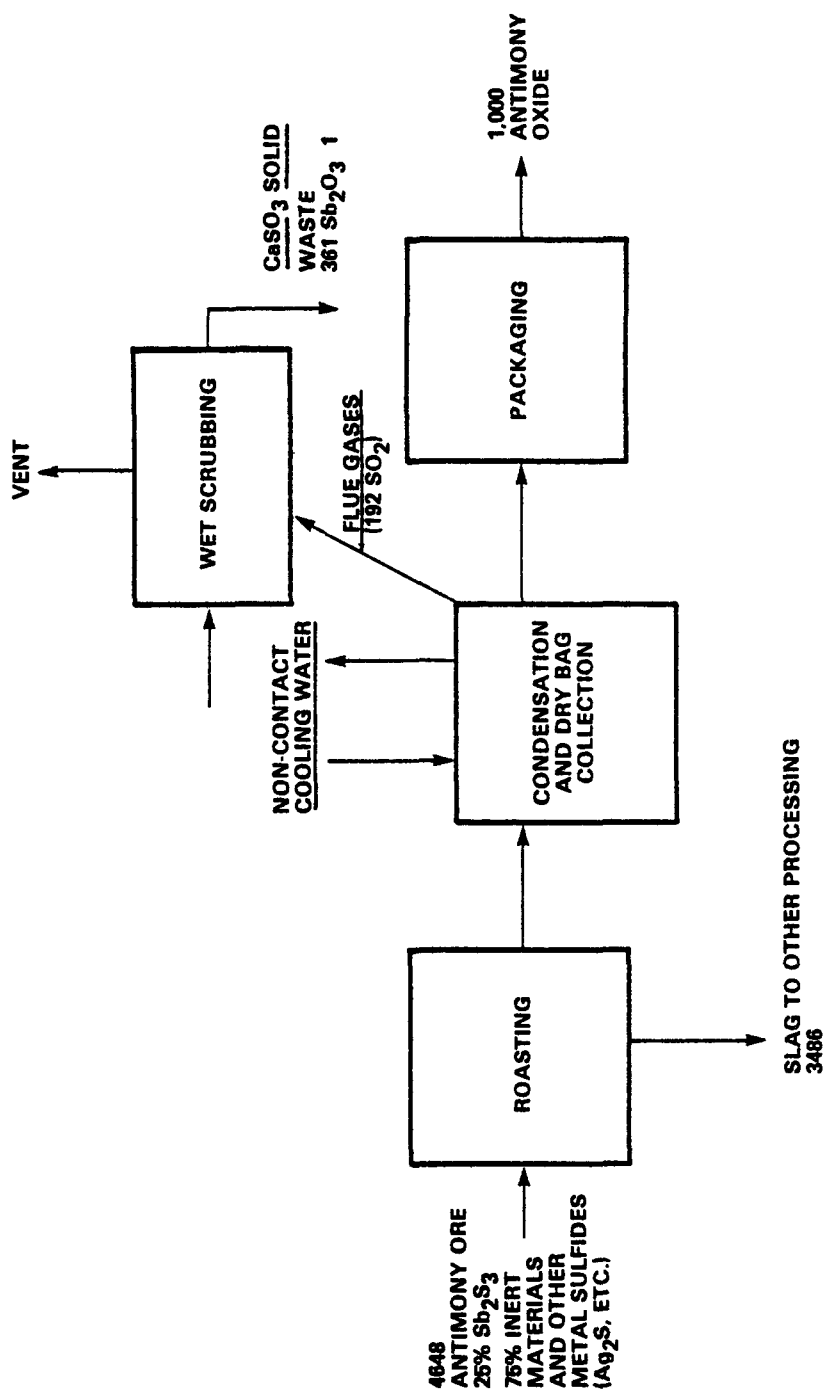 4648
ANTIMONY ORE
25% Sb2S3
75% INERT
MATERIALS
AND OTHER
METAL SULFIDES
(Ag2S, ETC.)
ROASTING
SLAG TO OTHER PROCESSING
3486
CONDENSATION
AND DRY BAG
COLLECTION
NON-CONTACT
COOLING WATER
FLUE GASES
(192 SO2)
WET SCRUBBING
VENT
CaSO3 SOLID
WASTE
361 Sb2O3 1
PACKAGING
1,000
ANTIMONY
OXIDE